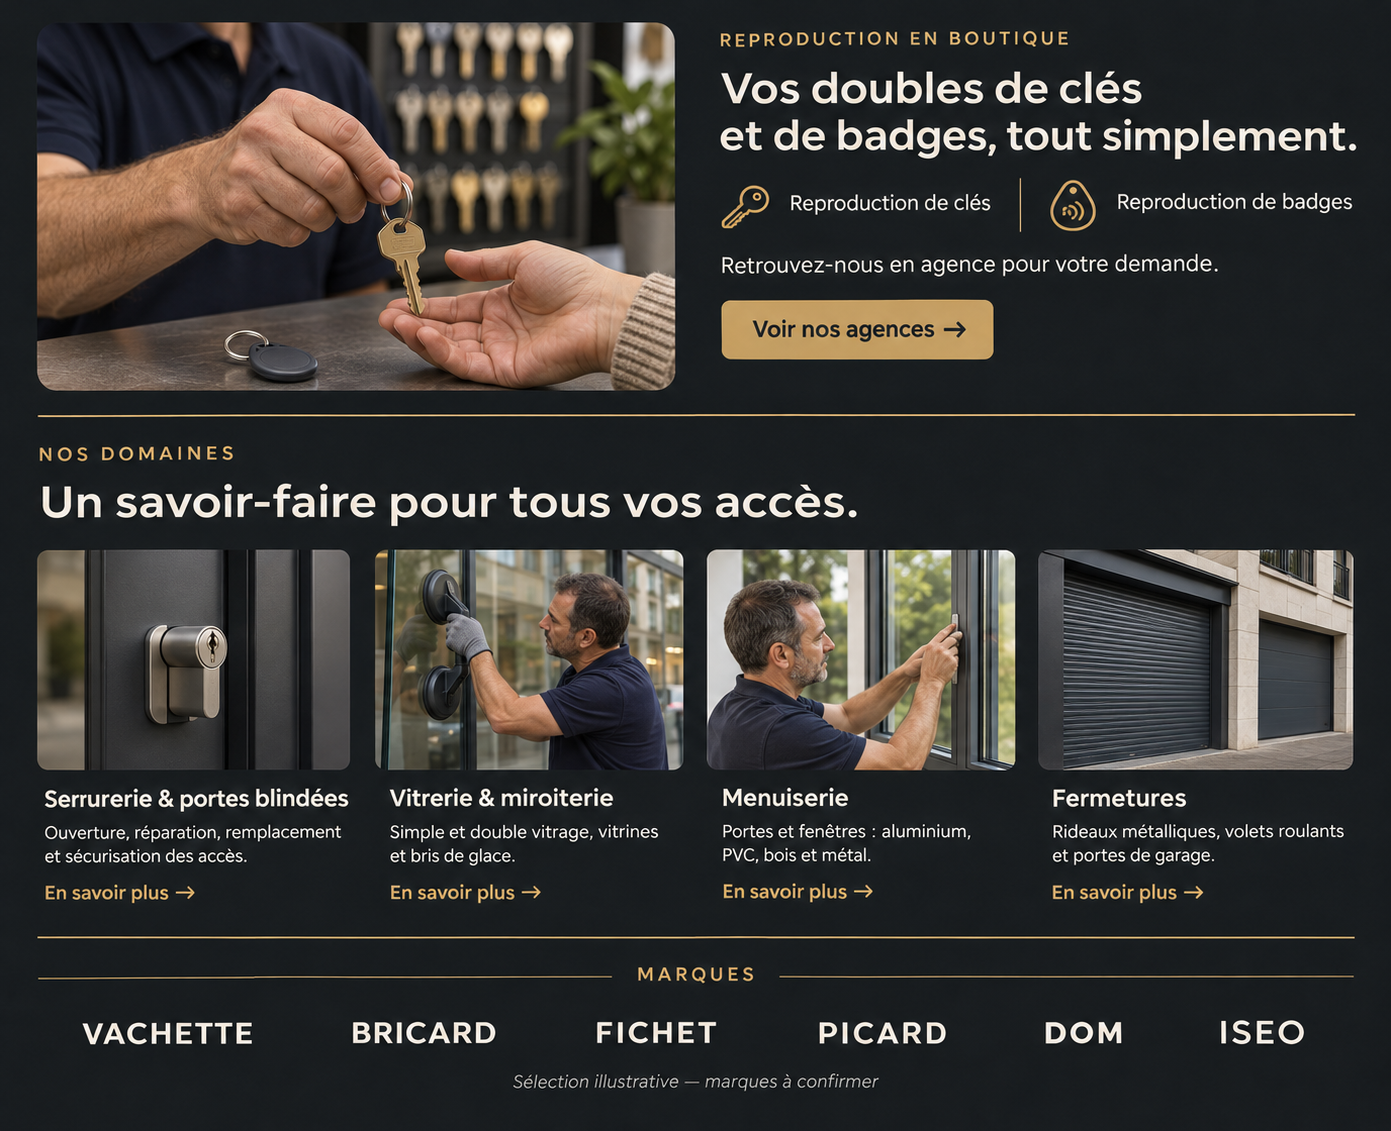 REPRODUCTION EN BOUTIQUE
Vos doubles de clés
et de badges, tout simplement.
Reproduction de clés
Reproduction de badges
Retrouvez-nous en agence pour votre demande.
Voir nos agences →
NOS DOMAINES
Un savoir-faire pour tous vos accès.
Serrurerie & portes blindées
Ouverture, réparation, remplacement
et sécurisation des accès.
En savoir plus →
Vitrerie & miroiterie
Simple et double vitrage, vitrines
et bris de glace.
En savoir plus →
Menuiserie
Portes et fenêtres : aluminium,
PVC, bois et métal.
En savoir plus →
Fermetures
Rideaux métalliques, volets roulants
et portes de garage.
En savoir plus →
MARQUES
VACHETTE
BRICARD
FICHET
PICARD
DOM
ISEO
Sélection illustrative — marques à confirmer